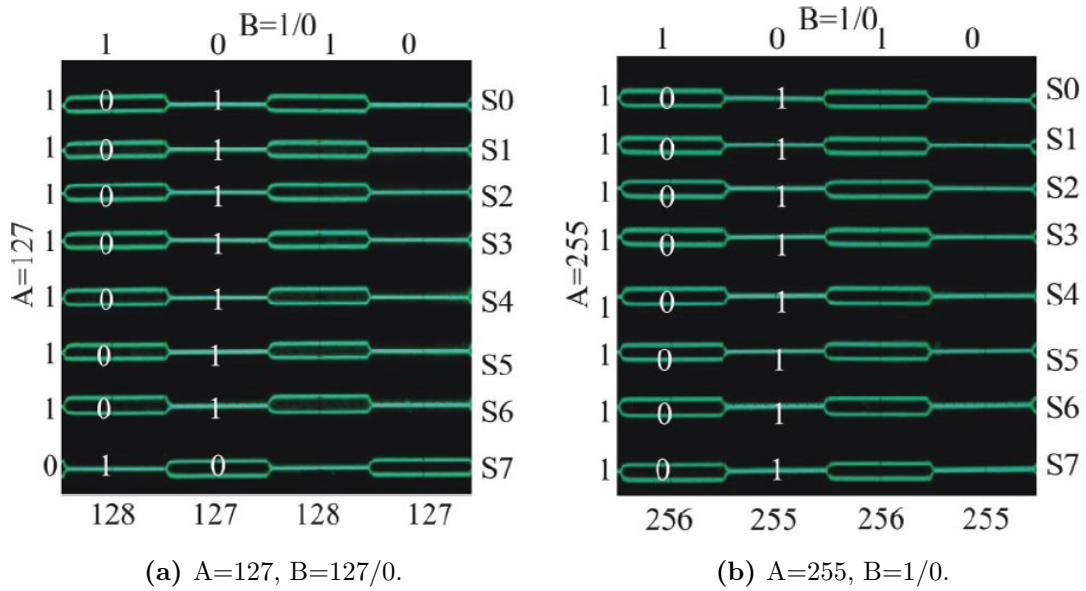 B=1/0
1 0 1 0
A=127
1 0 1 S0
1 0 1 S1
1 0 1 S2
1 0 1 S3
1 0 1 S4
1 0 1 S5
1 0 1 S6
0 1 0 S7
128 127 128 127
(a) A=127, B=127/0.
B=1/0
1 0 1 0
A=255
1 0 1 S0
1 0 1 S1
1 0 1 S2
1 0 1 S3
1 0 1 S4
1 0 1 S5
1 0 1 S6
1 0 1 S7
256 255 256 255
(b) A=255, B=1/0.